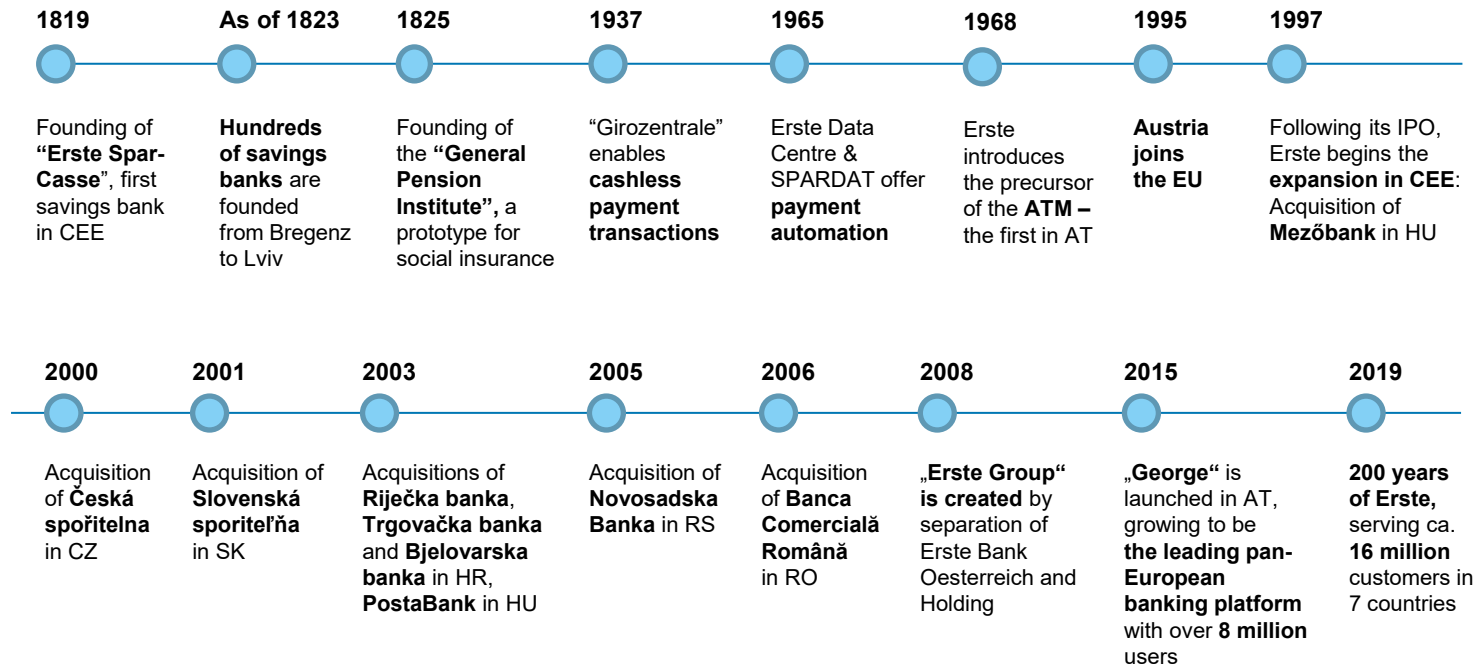 1819
Founding of
“Erste Spar-
Casse”, first
savings bank
in CEE
As of 1823
Hundreds
of savings
banks are
founded
from Bregenz
to Lviv
1825
Founding of
the “General
Pension
Institute”, a
prototype for
social insurance
1937
“Girozentrale”
enables
cashless
payment
transactions
1965
Erste Data
Centre &
SPARDAT offer
payment
automation
1968
Erste
introduces
the precursor
of the ATM –
the first in AT
1995
Austria
joins
the EU
1997
Following its IPO,
Erste begins the
expansion in CEE:
Acquisition of
Mezőbank in HU
2000
Acquisition
of Česká
spořitelna
in CZ
2001
Acquisition of
Slovenská
sporiteľňa
in SK
2003
Acquisitions of
Riječka banka,
Trgovačka banka
and Bjelovarska
banka in HR,
PostaBank in HU
2005
Acquisition of
Novosadska
Banka in RS
2006
Acquisition
of Banca
Comercială
Română
in RO
2008
„Erste Group“
is created by
separation of
Erste Bank
Oesterreich and
Holding
2015
„George“ is
launched in AT,
growing to be
the leading pan-
European
banking platform
with over 8 million
users
2019
200 years
of Erste,
serving ca.
16 million
customers in
7 countries